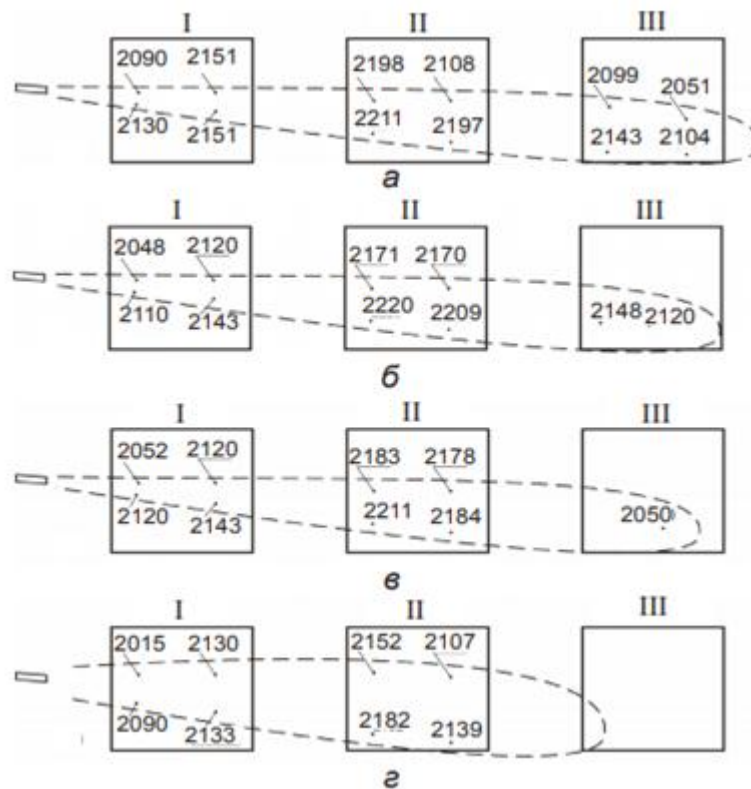 I II III
2090 2151 2198 2108 2099 2051
2130 2151 2211 2197 2143 2104
а
I II III
2048 2120 2171 2170
2110 2143 2220 2209 2148 2120
б
I II III
2052 2120 2183 2178
2120 2143 2211 2184 2050
в
I II III
2015 2130 2152 2107
2090 2133 2182 2139
г